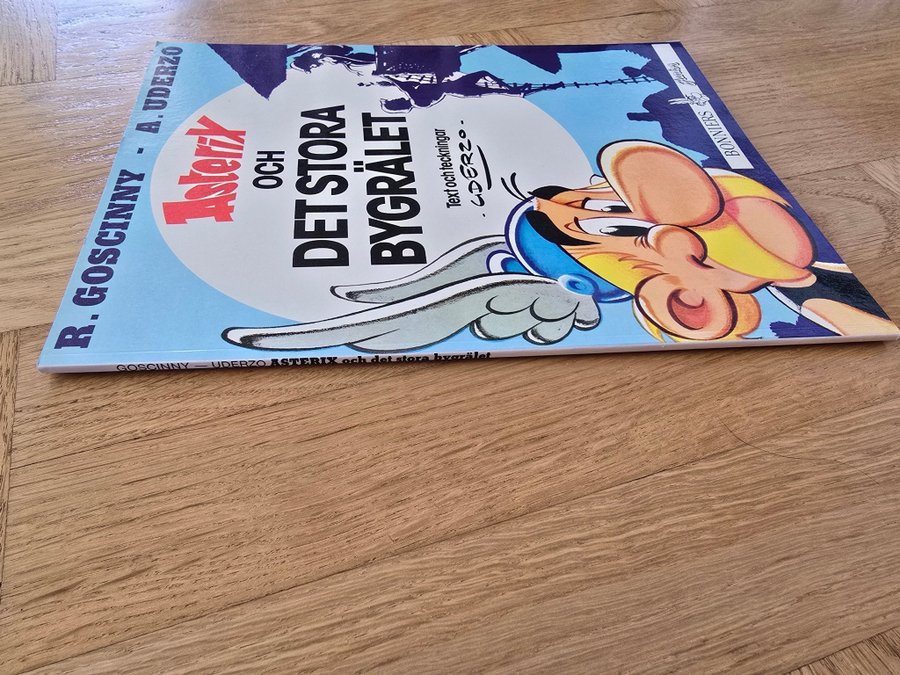 R. GOSCINNY - A. UDERZO
Asterix
OCH
DET STORA
BYGRÄLET
Text och teckningar
. UDERZO .
BONNIERS
GOSCINNY — UDERZO ASTERIX och det stora bygrälet